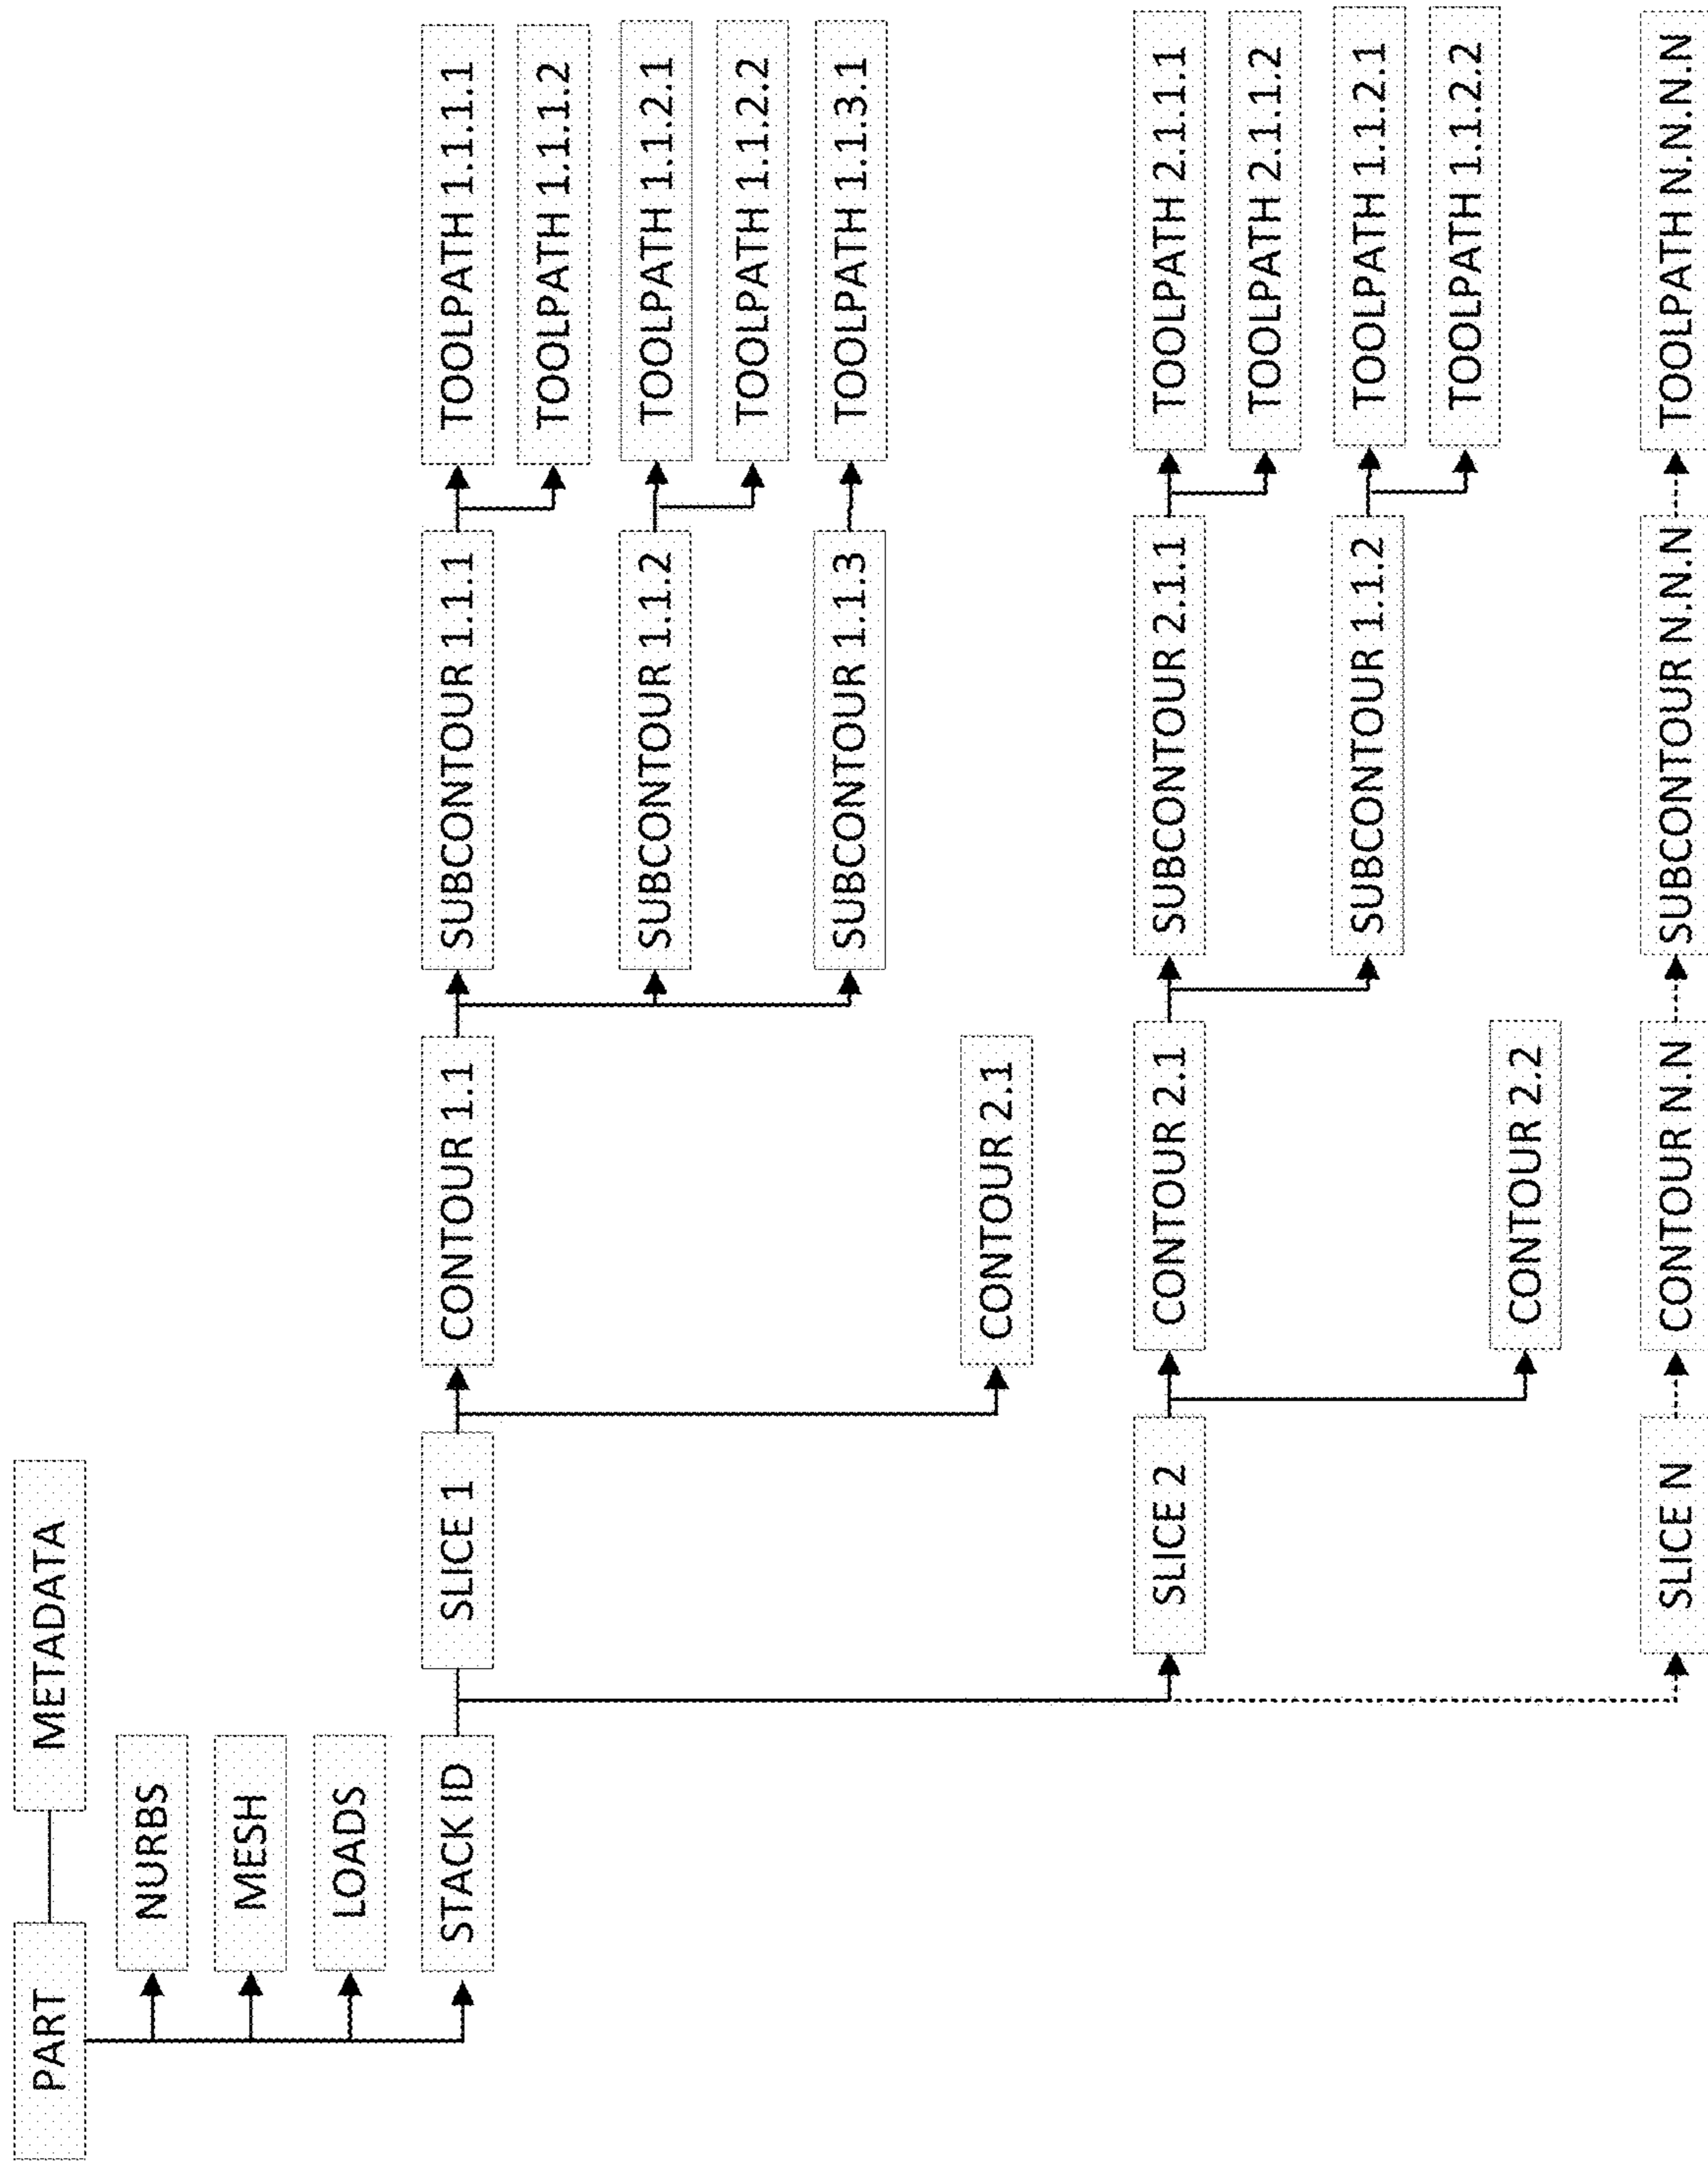 PART
METADATA
NURBS
MESH
LOADS
STACK ID
SLICE 1
CONTOUR 1.1
SUBCONTOUR 1.1.1
TOOLPATH 1.1.1.1
TOOLPATH 1.1.1.2
SUBCONTOUR 1.1.2
TOOLPATH 1.1.2.1
TOOLPATH 1.1.2.2
SUBCONTOUR 1.1.3
TOOLPATH 1.1.3.1
CONTOUR 2.1
SLICE 2
CONTOUR 2.1
SUBCONTOUR 2.1.1
TOOLPATH 2.1.1.1
TOOLPATH 2.1.1.2
SUBCONTOUR 1.1.2
TOOLPATH 1.1.2.1
TOOLPATH 1.1.2.2
CONTOUR 2.2
SLICE N
CONTOUR N.N
SUBCONTOUR N.N.N
TOOLPATH N.N.N.N